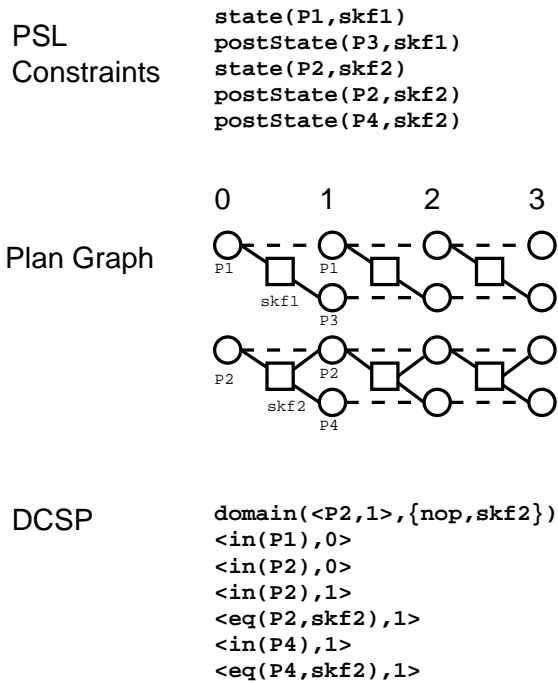 PSL
Constraints
state(P1,skf1)
postState(P3,skf1)
state(P2,skf2)
postState(P2,skf2)
postState(P4,skf2)
0 1 2 3
Plan Graph
P1 P1
skf1
P3
P2 P2
skf2
P4
DCSP
domain(<P2,1>,{nop,skf2})
<in(P1),0>
<in(P2),0>
<in(P2),1>
<eq(P2,skf2),1>
<in(P4),1>
<eq(P4,skf2),1>